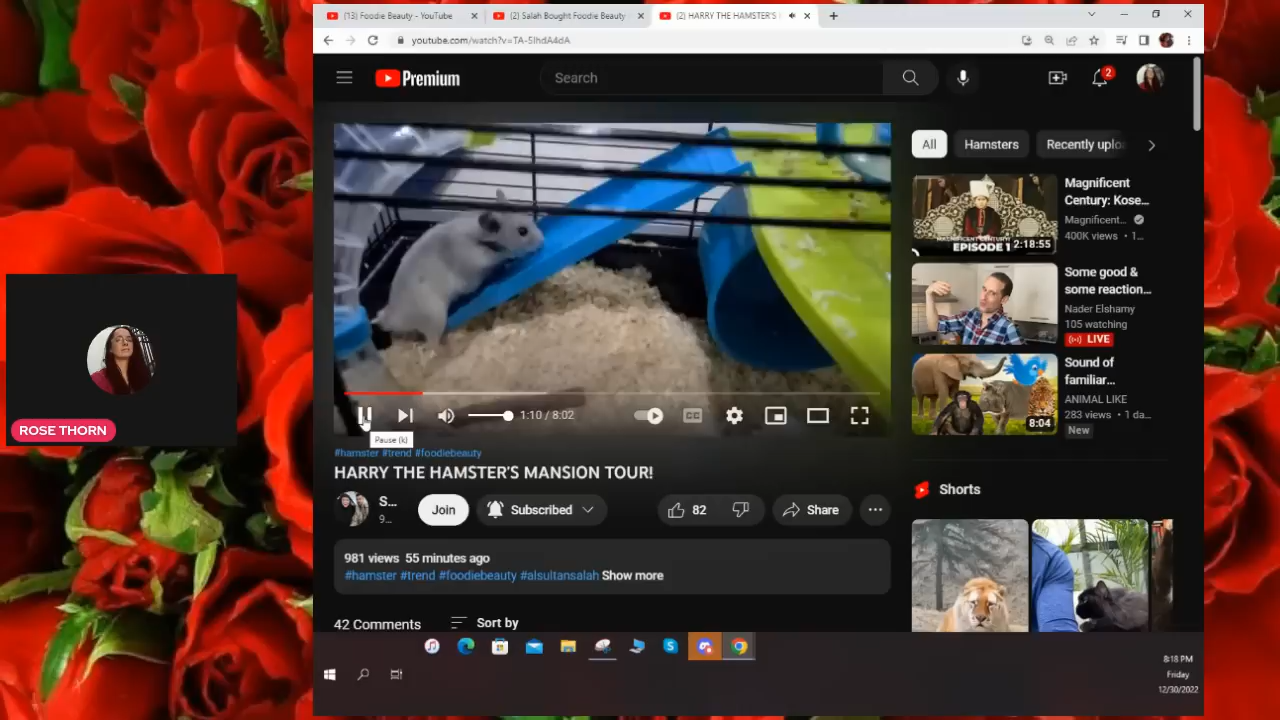 (13) Foodie Beauty - YouTube
(2) Salah Bought Foodie Beauty
(2) HARRY THE HAMSTER'S
youtube.com/watch?v=TA-SlhdA4dA
Premium
Search
2
All
Hamsters
Recently uplo
EPISODE 1
2:18:55
Magnificent
Century: Kose...
Magnificent...
400K views • 1...
Some good &
some reaction...
Nader Elshamy
105 watching
LIVE
8:04
Sound of
familiar...
ANIMAL LIKE
283 views • 1 da...
New
1:10 / 8:02
CC
Pause (k)
#hamster #trend #foodiebeauty
HARRY THE HAMSTER'S MANSION TOUR!
S...
9...
Join
Subscribed
82
Share
Shorts
981 views 55 minutes ago
#hamster #trend #foodiebeauty #alsultansalah Show more
42 Comments
Sort by
ROSE THORN
8:18 PM
Friday
12/30/2022